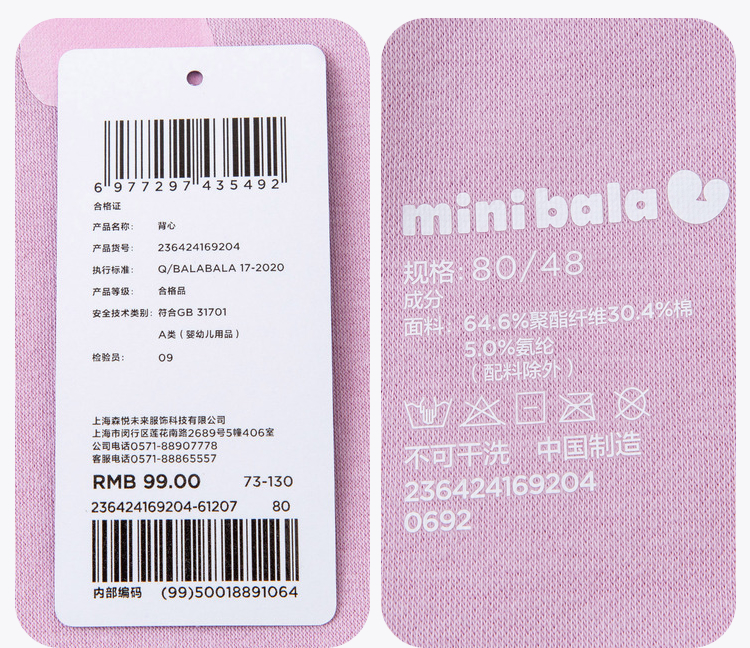 6 977297 435492
合格证
产品名称: 背心
产品货号: 236424169204
执行标准: Q/BALABALA 17-2020
产品等级: 合格品
安全技术类别: 符合GB 31701
A类（婴幼儿用品）
检验员: 09
上海森悦未来服饰科技有限公司
上海市闵行区莲花南路2689号5幢406室
公司电话0571-88907778
客服电话0571-88865557
RMB 99.00 73-130
236424169204-61207 80
内部编码 (99)50018891064
mini bala
规格: 80/48
成分
面料: 64.6%聚酯纤维30.4%棉
5.0%氨纶
（配料除外）
不可干洗 中国制造
236424169204
0692